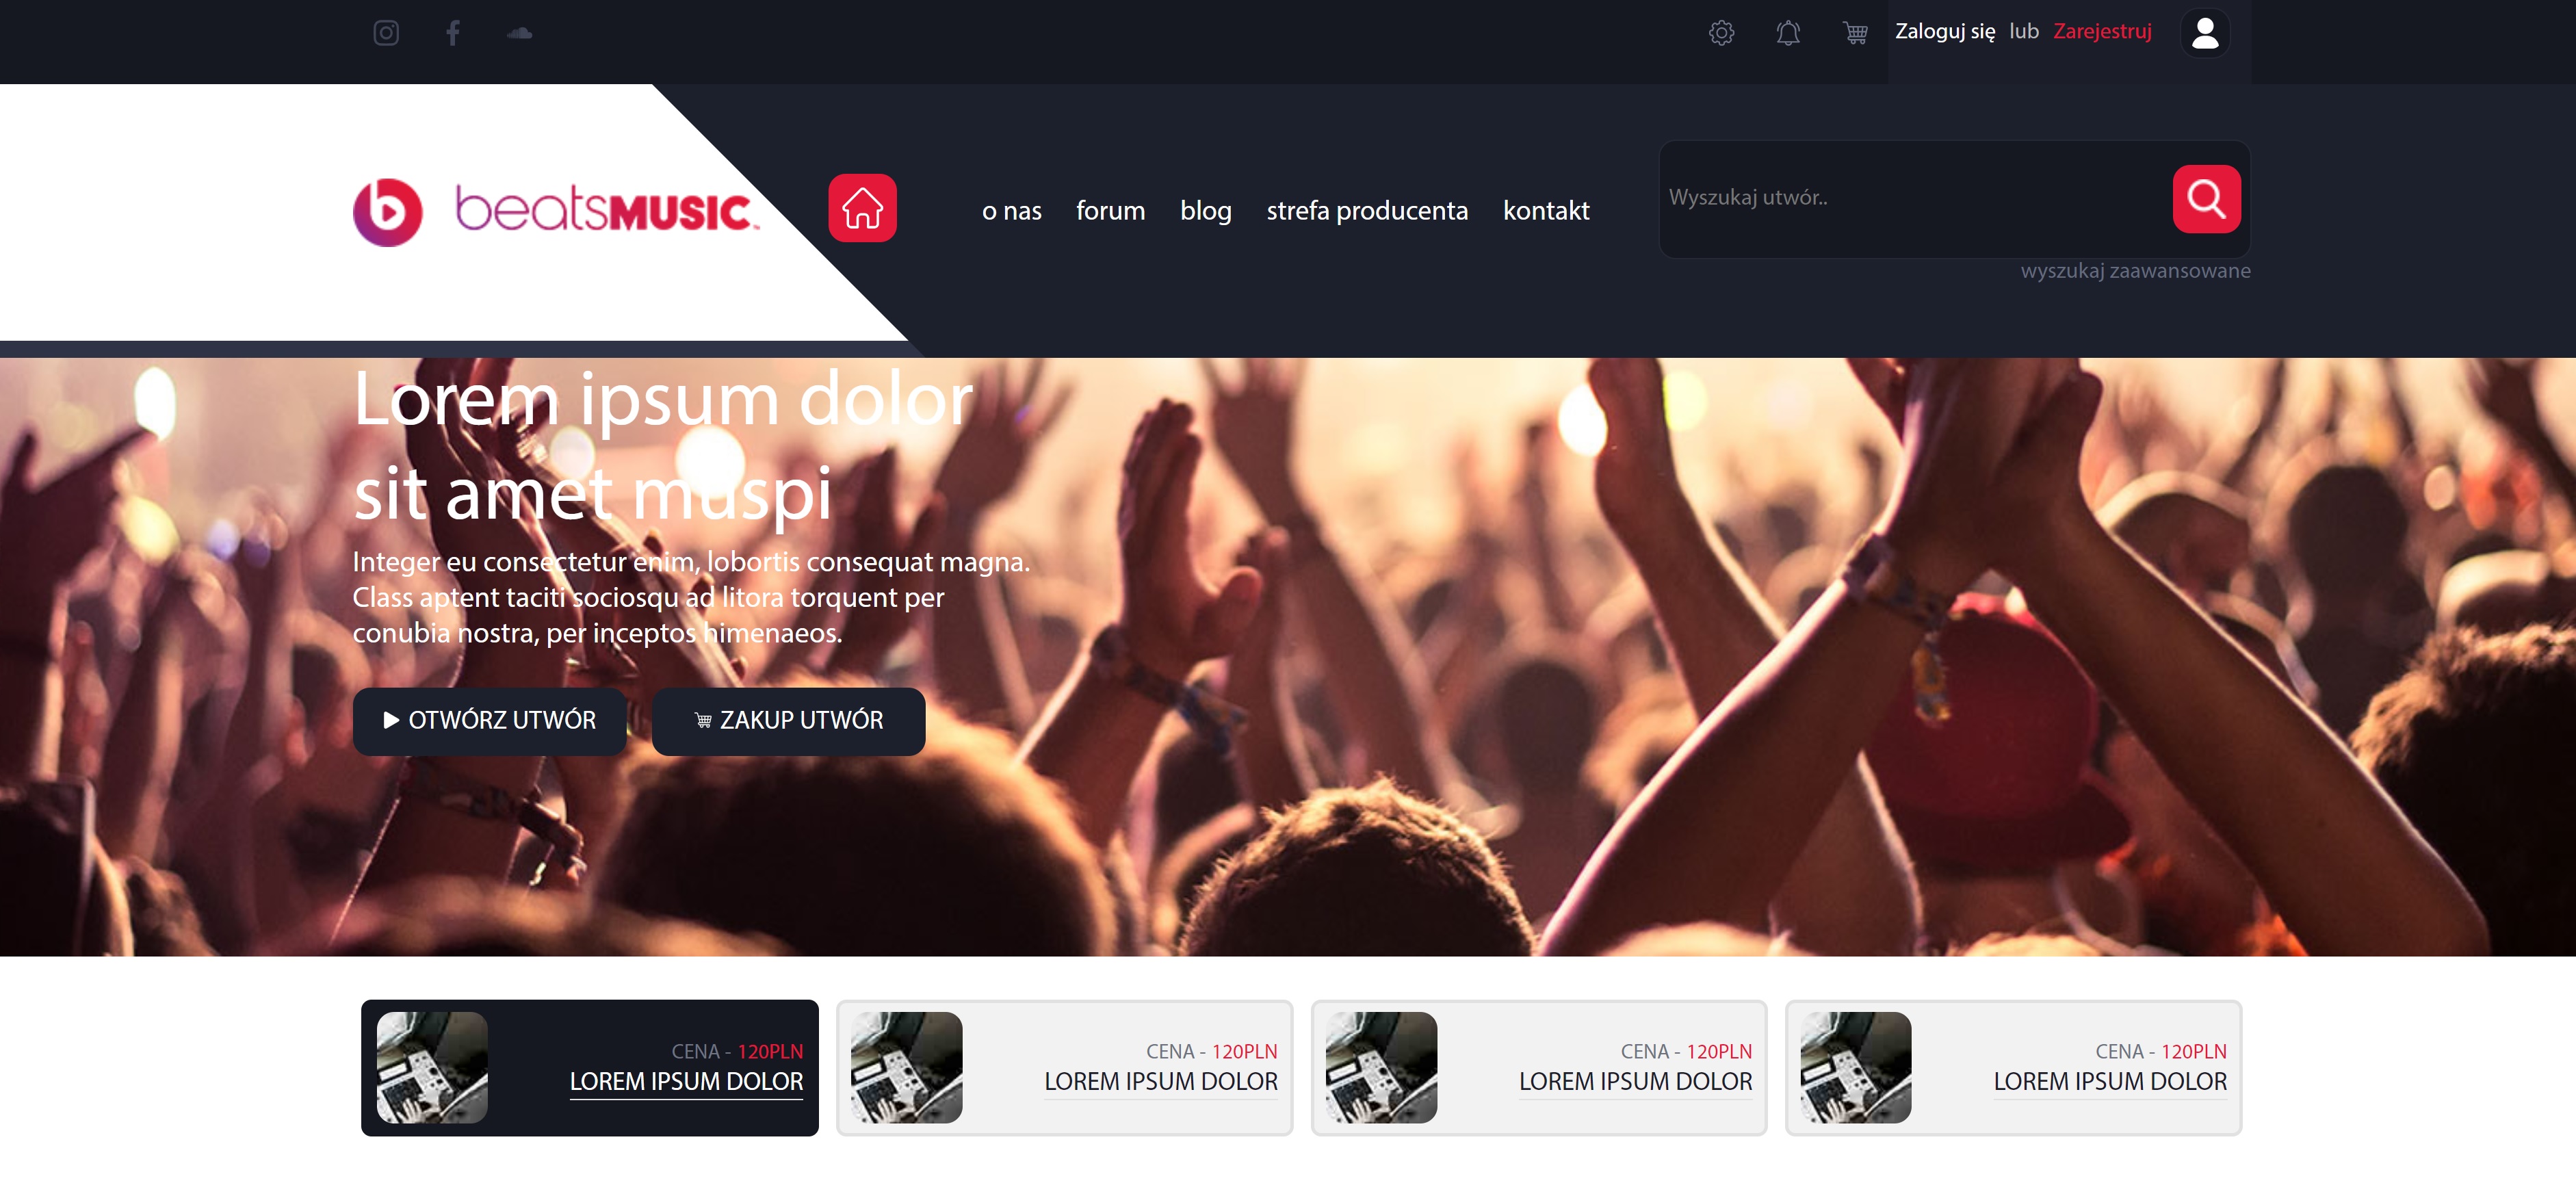 Zaloguj się lub Zarejestruj
beatsMUSIC
o nas forum blog strefa producenta kontakt
Wyszukaj utwór..
wyszukaj zaawansowane
Lorem ipsum dolor
sit amet muspi
Integer eu consectetur enim, lobortis consequat magna.
Class aptent taciti sociosqu ad litora torquent per
conubia nostra, per inceptos himenaeos.
OTWÓRZ UTWÓR ZAKUP UTWÓR
CENA - 120PLN
LOREM IPSUM DOLOR
CENA - 120PLN
LOREM IPSUM DOLOR
CENA - 120PLN
LOREM IPSUM DOLOR
CENA - 120PLN
LOREM IPSUM DOLOR